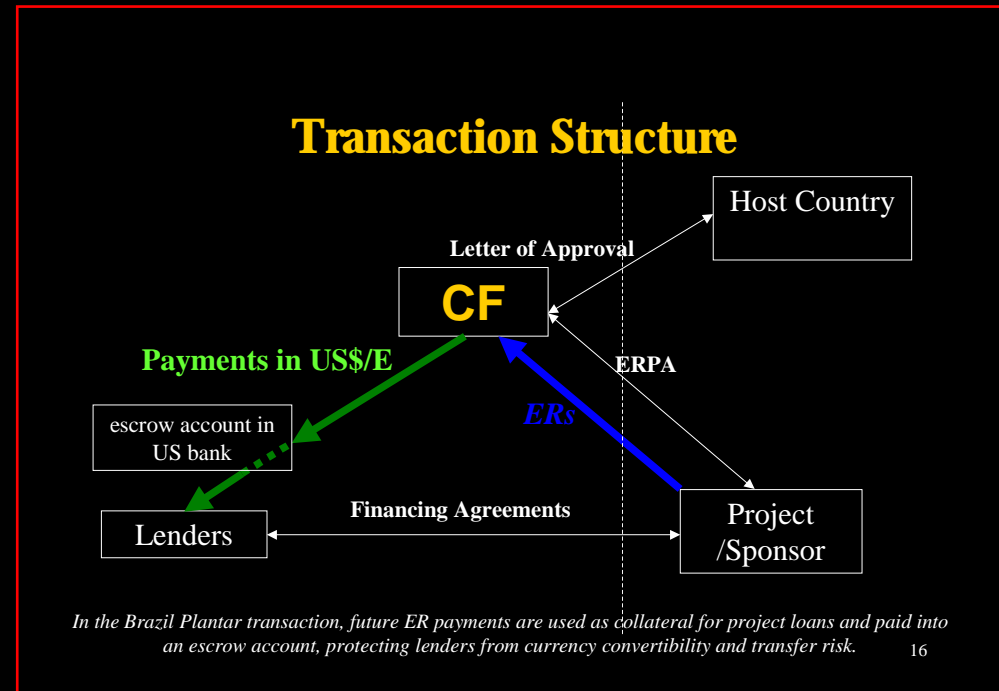 Transaction Structure
Host Country
Letter of Approval
CF
Payments in US$/E
ERPA
ERs
escrow account in
US bank
Financing Agreements
Lenders
Project
/Sponsor
In the Brazil Plantar transaction, future ER payments are used as collateral for project loans and paid into
an escrow account, protecting lenders from currency convertibility and transfer risk.
16